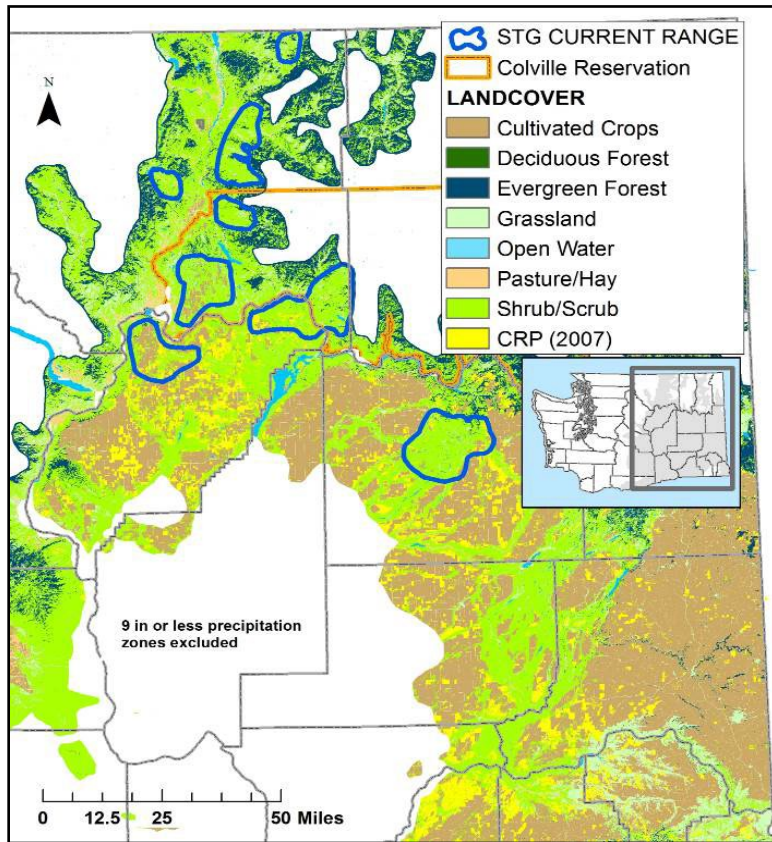 N
STG CURRENT RANGE
Colville Reservation
LANDCOVER
Cultivated Crops
Deciduous Forest
Evergreen Forest
Grassland
Open Water
Pasture/Hay
Shrub/Scrub
CRP (2007)
9 in or less precipitation
zones excluded
0 12.5 25 50 Miles